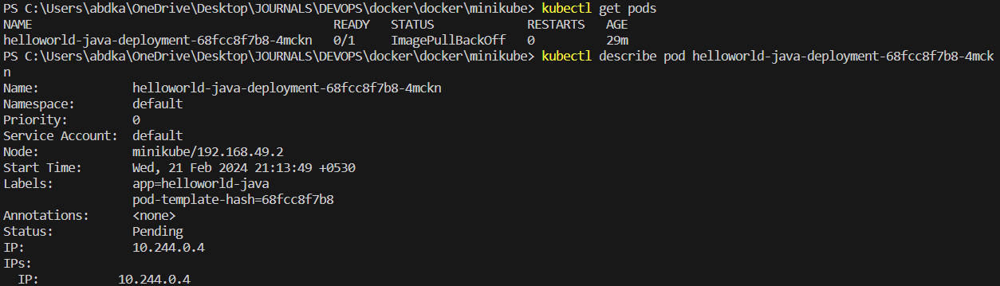 PS C:\Users\abdka\OneDrive\Desktop\JOURNALS\DEVOPS\docker\docker\minikube> kubectl get pods
NAME                                          READY   STATUS             RESTARTS   AGE
helloworld-java-deployment-68fcc8f7b8-4mckn   0/1     ImagePullBackOff   0          29m
PS C:\Users\abdka\OneDrive\Desktop\JOURNALS\DEVOPS\docker\docker\minikube> kubectl describe pod helloworld-java-deployment-68fcc8f7b8-4mck
n
Name:             helloworld-java-deployment-68fcc8f7b8-4mckn
Namespace:        default
Priority:         0
Service Account:  default
Node:             minikube/192.168.49.2
Start Time:       Wed, 21 Feb 2024 21:13:49 +0530
Labels:           app=helloworld-java
                  pod-template-hash=68fcc8f7b8
Annotations:      <none>
Status:           Pending
IP:               10.244.0.4
IPs:
  IP:           10.244.0.4